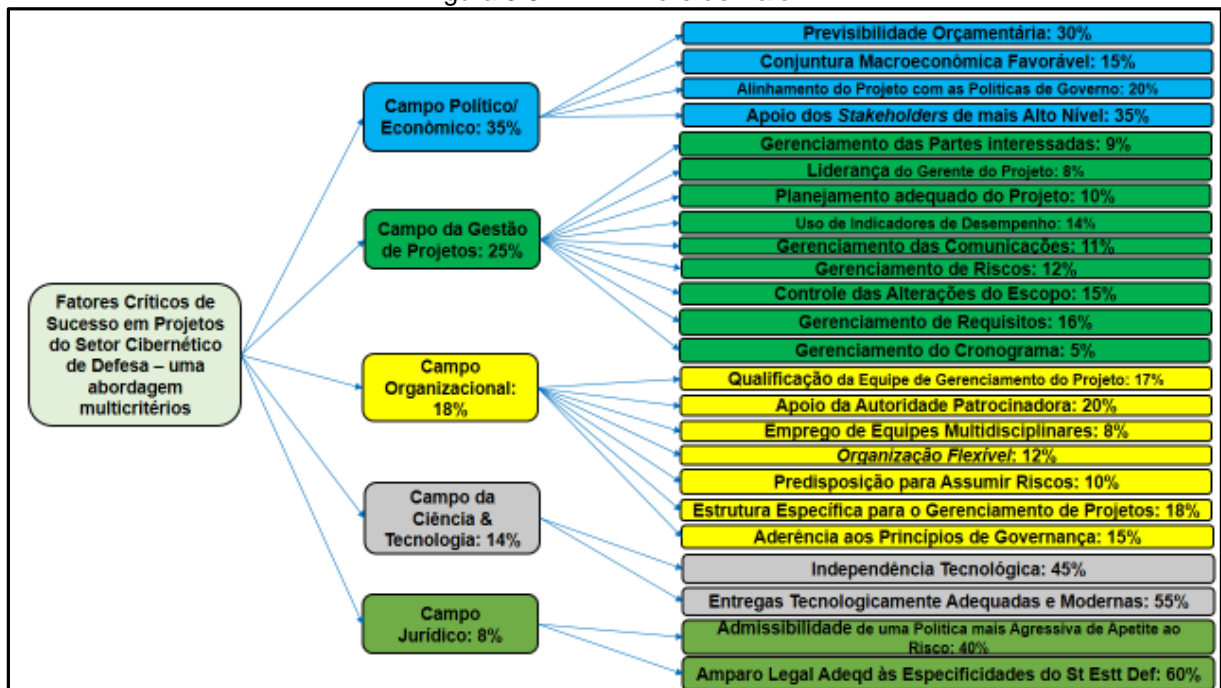 Fatores Críticos de
Sucesso em Projetos
do Setor Cibernético
de Defesa – uma
abordagem
multicritérios
Campo Político/
Econômico: 35%
Previsibilidade Orçamentária: 30%
Conjuntura Macroeconômica Favorável: 15%
Alinhamento do Projeto com as Políticas de Governo: 20%
Apoio dos Stakeholders de mais Alto Nível: 35%
Campo da Gestão
de Projetos: 25%
Gerenciamento das Partes interessadas: 9%
Liderança do Gerente do Projeto: 8%
Planejamento adequado do Projeto: 10%
Uso de Indicadores de Desempenho: 14%
Gerenciamento das Comunicações: 11%
Gerenciamento de Riscos: 12%
Controle das Alterações do Escopo: 15%
Gerenciamento de Requisitos: 16%
Gerenciamento do Cronograma: 5%
Campo
Organizacional:
18%
Qualificação da Equipe de Gerenciamento do Projeto: 17%
Apoio da Autoridade Patrocinadora: 20%
Emprego de Equipes Multidisciplinares: 8%
Organização Flexível: 12%
Predisposição para Assumir Riscos: 10%
Estrutura Específica para o Gerenciamento de Projetos: 18%
Aderência aos Princípios de Governança: 15%
Campo da
Ciência &
Tecnologia: 14%
Independência Tecnológica: 45%
Entregas Tecnologicamente Adequadas e Modernas: 55%
Campo
Jurídico: 8%
Admissibilidade de uma Política mais Agressiva de Apetite ao
Risco: 40%
Amparo Legal Adeqd às Especificidades do St Estt Def: 60%